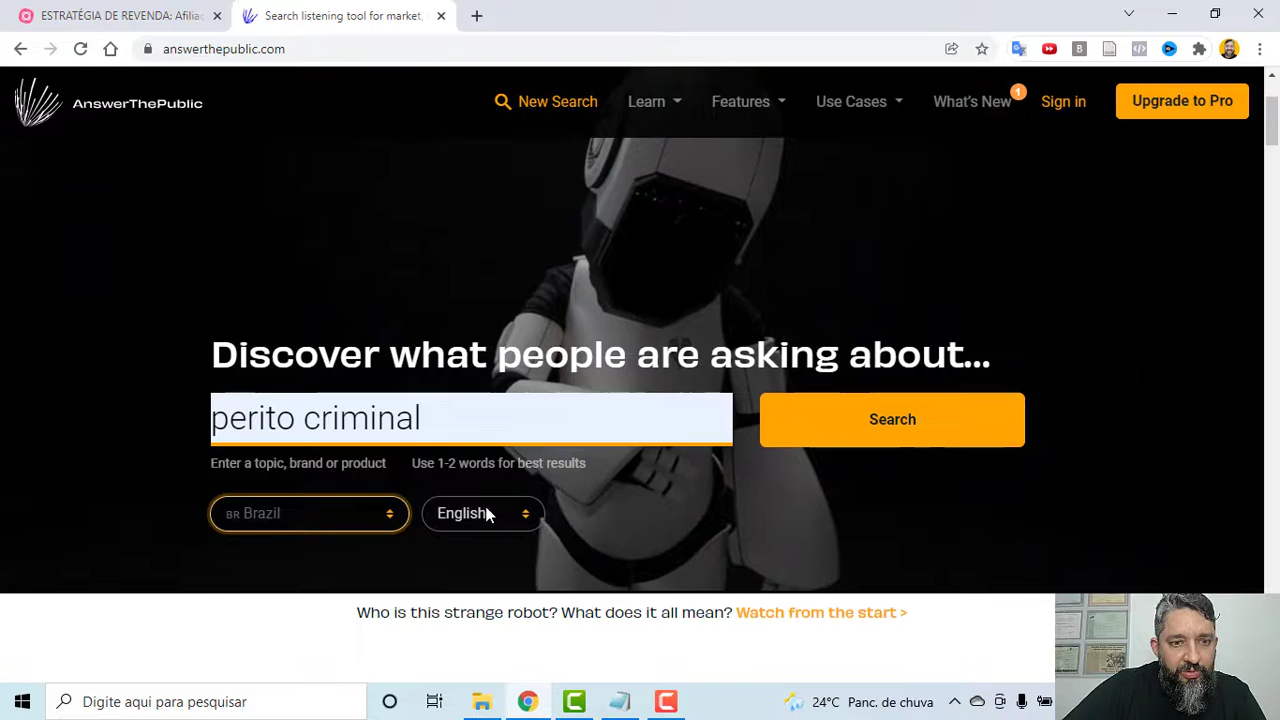 ESTRATÉGIA DE REVENDA: Afiliac
Search listening tool for market,
answerthepublic.com
AnswerThePublic
New Search
Learn
Features
Use Cases
What's New
1
Sign in
Upgrade to Pro
Discover what people are asking about...
perito criminal
Search
Enter a topic, brand or product
Use 1-2 words for best results
BR Brazil
English
Who is this strange robot? What does it all mean? Watch from the start >
Digite aqui para pesquisar
24°C Panc. de chuva